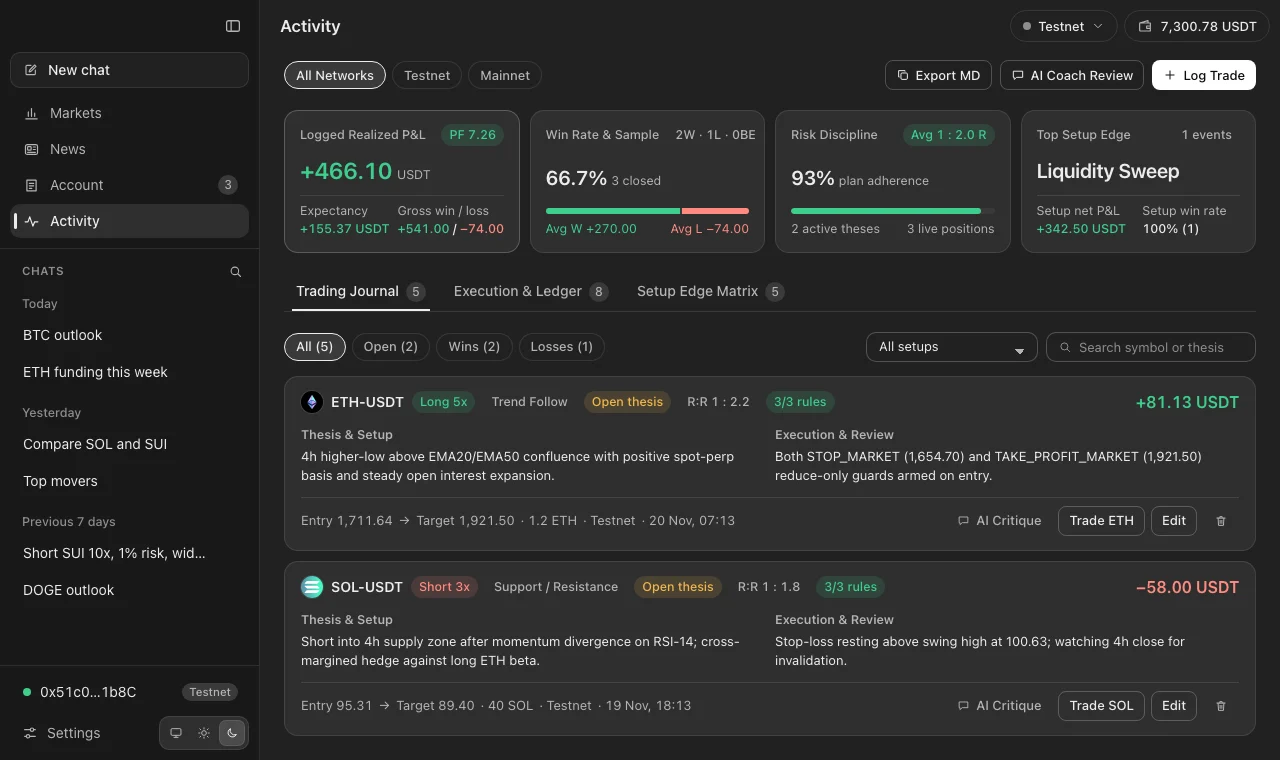 Activity
Testnet
7,300.78 USDT
New chat
Markets
News
Account 3
Activity
CHATS
Today
BTC outlook
ETH funding this week
Yesterday
Compare SOL and SUI
Top movers
Previous 7 days
Short SUI 10x, 1% risk, wid...
DOGE outlook
0x51c0...1b8C Testnet
Settings
All Networks Testnet Mainnet
Export MD AI Coach Review Log Trade
Logged Realized P&L PF 7.26
+466.10 USDT
Expectancy Gross win / loss
+155.37 USDT +541.00 / −74.00
Win Rate & Sample 2W · 1L · 0BE
66.7% 3 closed
Avg W +270.00 Avg L −74.00
Risk Discipline Avg 1 : 2.0 R
93% plan adherence
2 active theses 3 live positions
Top Setup Edge 1 events
Liquidity Sweep
Setup net P&L Setup win rate
+342.50 USDT 100% (1)
Trading Journal 5 Execution & Ledger 8 Setup Edge Matrix 5
All (5) Open (2) Wins (2) Losses (1)
All setups
Search symbol or thesis
ETH-USDT Long 5x Trend Follow Open thesis R:R 1 : 2.2 3/3 rules +81.13 USDT
Thesis & Setup
4h higher-low above EMA20/EMA50 confluence with positive spot-perp
basis and steady open interest expansion.
Execution & Review
Both STOP_MARKET (1,654.70) and TAKE_PROFIT_MARKET (1,921.50)
reduce-only guards armed on entry.
Entry 1,711.64 → Target 1,921.50 · 1.2 ETH · Testnet · 20 Nov, 07:13
AI Critique Trade ETH Edit
SOL-USDT Short 3x Support / Resistance Open thesis R:R 1 : 1.8 3/3 rules −58.00 USDT
Thesis & Setup
Short into 4h supply zone after momentum divergence on RSI-14; cross-
margined hedge against long ETH beta.
Execution & Review
Stop-loss resting above swing high at 100.63; watching 4h close for
invalidation.
Entry 95.31 → Target 89.40 · 40 SOL · Testnet · 19 Nov, 18:13
AI Critique Trade SOL Edit